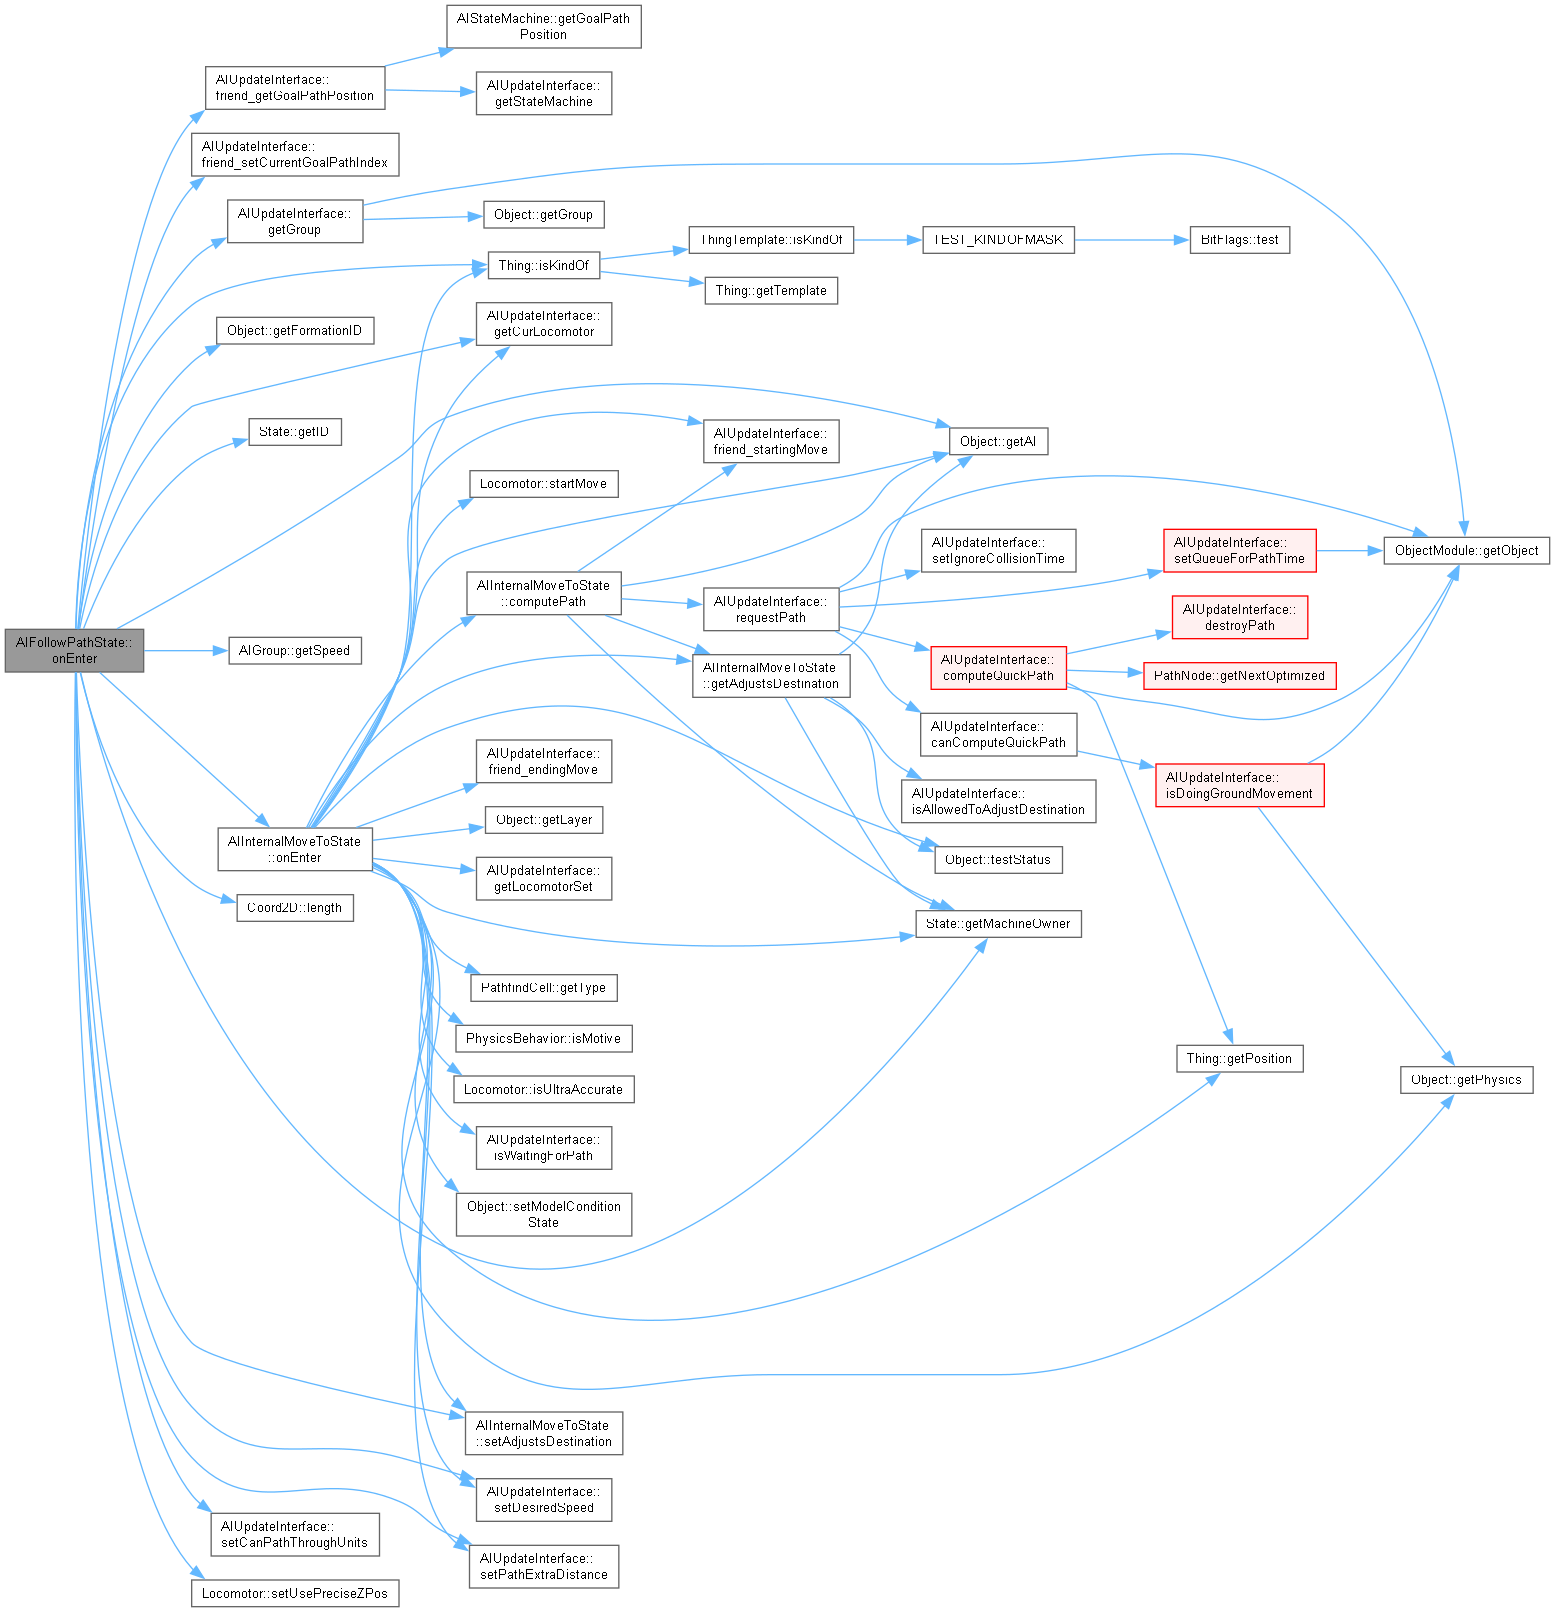 AIStateMachine::getGoalPath
Position
AIUpdateInterface::
friend_getGoalPathPosition
AIUpdateInterface::
getStateMachine
AIUpdateInterface::
friend_setCurrentGoalPathIndex
AIUpdateInterface::
getGroup
Object::getGroup
ThingTemplate::isKindOf
TEST_KINDOFMASK
BitFlags::test
Thing::isKindOf
Thing::getTemplate
Object::getFormationID
AIUpdateInterface::
getCurLocomotor
State::getID
AIUpdateInterface::
friend_startingMove
Object::getAI
Locomotor::startMove
AIUpdateInterface::
setIgnoreCollisionTime
AIUpdateInterface::
setQueueForPathTime
ObjectModule::getObject
AIInternalMoveToState
::computePath
AIUpdateInterface::
requestPath
AIUpdateInterface::
destroyPath
AIFollowPathState::
onEnter
AIGroup::getSpeed
AIInternalMoveToState
::getAdjustsDestination
AIUpdateInterface::
computeQuickPath
PathNode::getNextOptimized
AIUpdateInterface::
canComputeQuickPath
AIUpdateInterface::
friend_endingMove
AIUpdateInterface::
isDoingGroundMovement
AIUpdateInterface::
isAllowedToAdjustDestination
Object::getLayer
AIInternalMoveToState
::onEnter
Object::testStatus
AIUpdateInterface::
getLocomotorSet
Coord2D::length
State::getMachineOwner
PathfindCell::getType
PhysicsBehavior::isMotive
Thing::getPosition
Object::getPhysics
Locomotor::isUltraAccurate
AIUpdateInterface::
isWaitingForPath
Object::setModelCondition
State
AIInternalMoveToState
::setAdjustsDestination
AIUpdateInterface::
setDesiredSpeed
AIUpdateInterface::
setCanPathThroughUnits
AIUpdateInterface::
setPathExtraDistance
Locomotor::setUsePreciseZPos